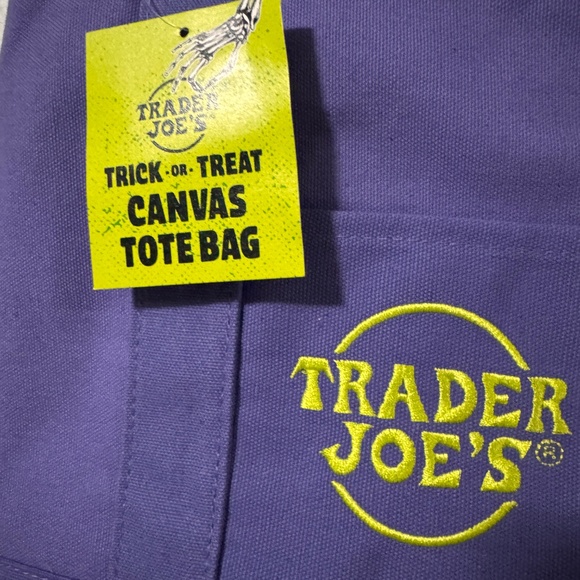 TRADER
JOE'S
TRICK -OR- TREAT
CANVAS
TOTE BAG
TRADER
JOE'S®